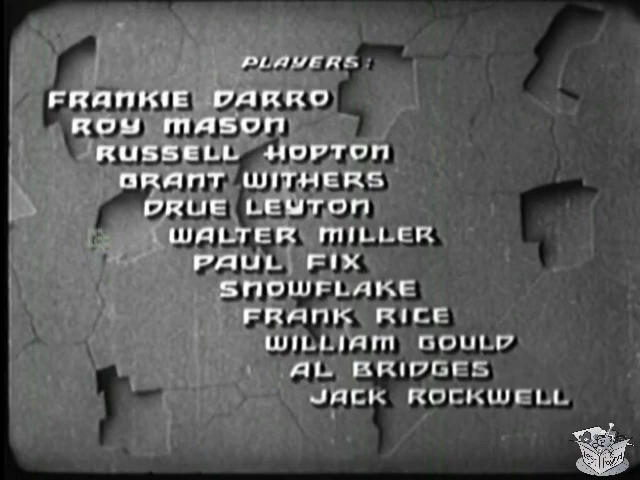 PLAYERS:
FRANKIE DARRO
ROY MASON
RUSSELL HOPTON
GRANT WITHERS
DRUE LEYTON
WALTER MILLER
PAUL FIX
SNOWFLAKE
FRANK RICE
WILLIAM GOULD
AL BRIDGES
JACK ROCKWELL